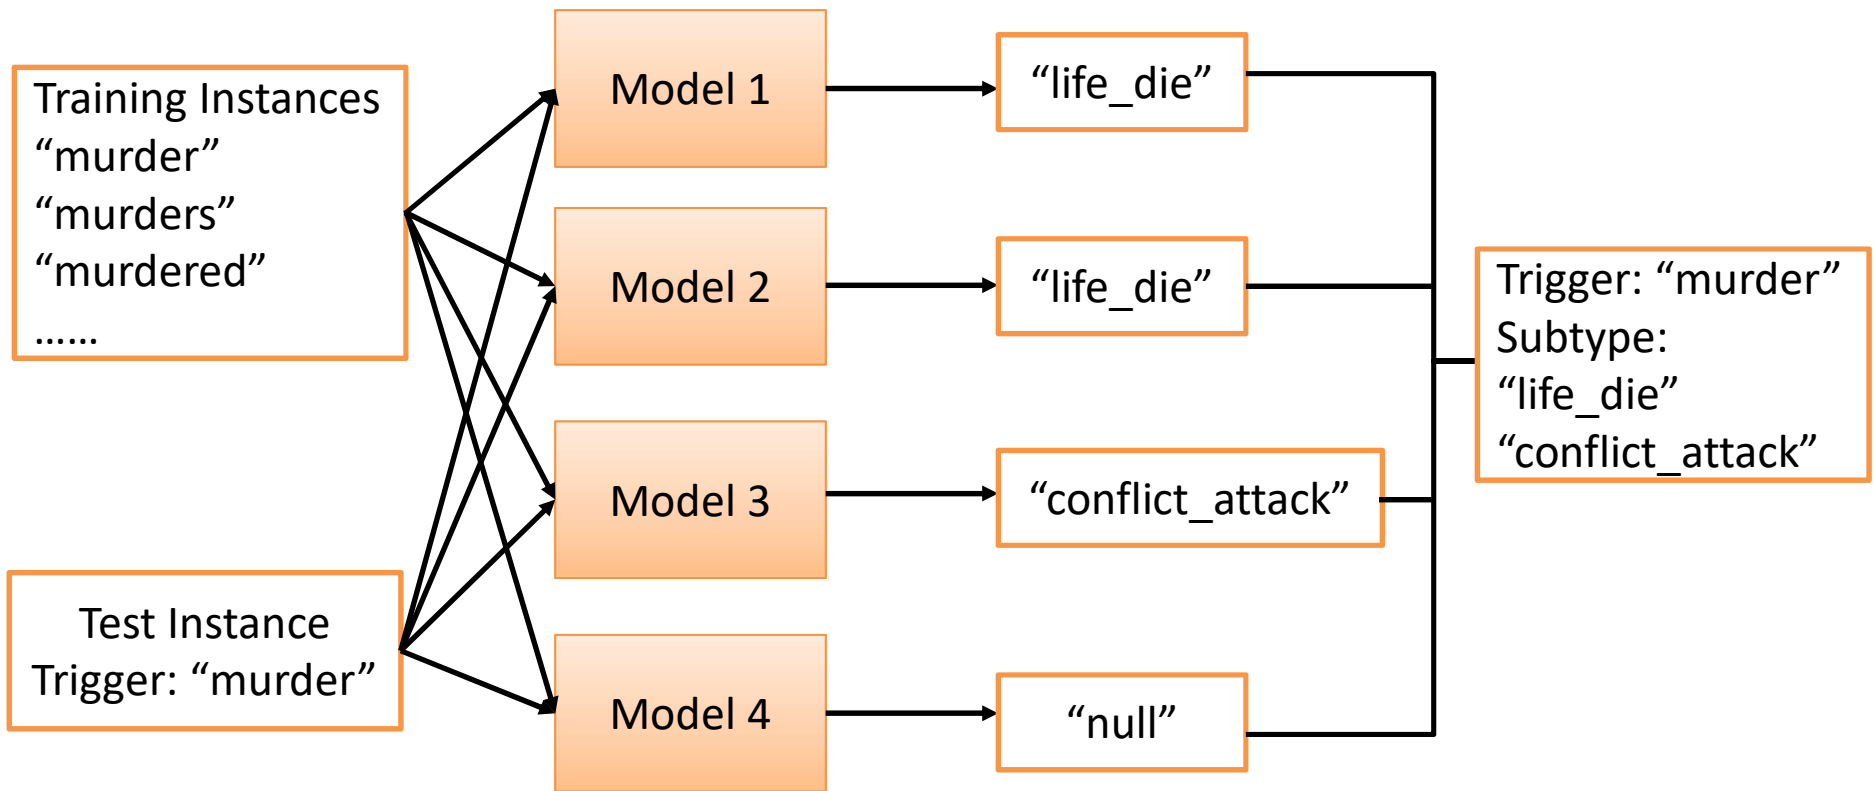 Training Instances
“murder”
“murders”
“murdered”
......
Test Instance
Trigger: “murder”
Model 1
Model 2
Model 3
Model 4
“life_die”
“life_die”
“conflict_attack”
“null”
Trigger: “murder”
Subtype:
“life_die”
“conflict_attack”